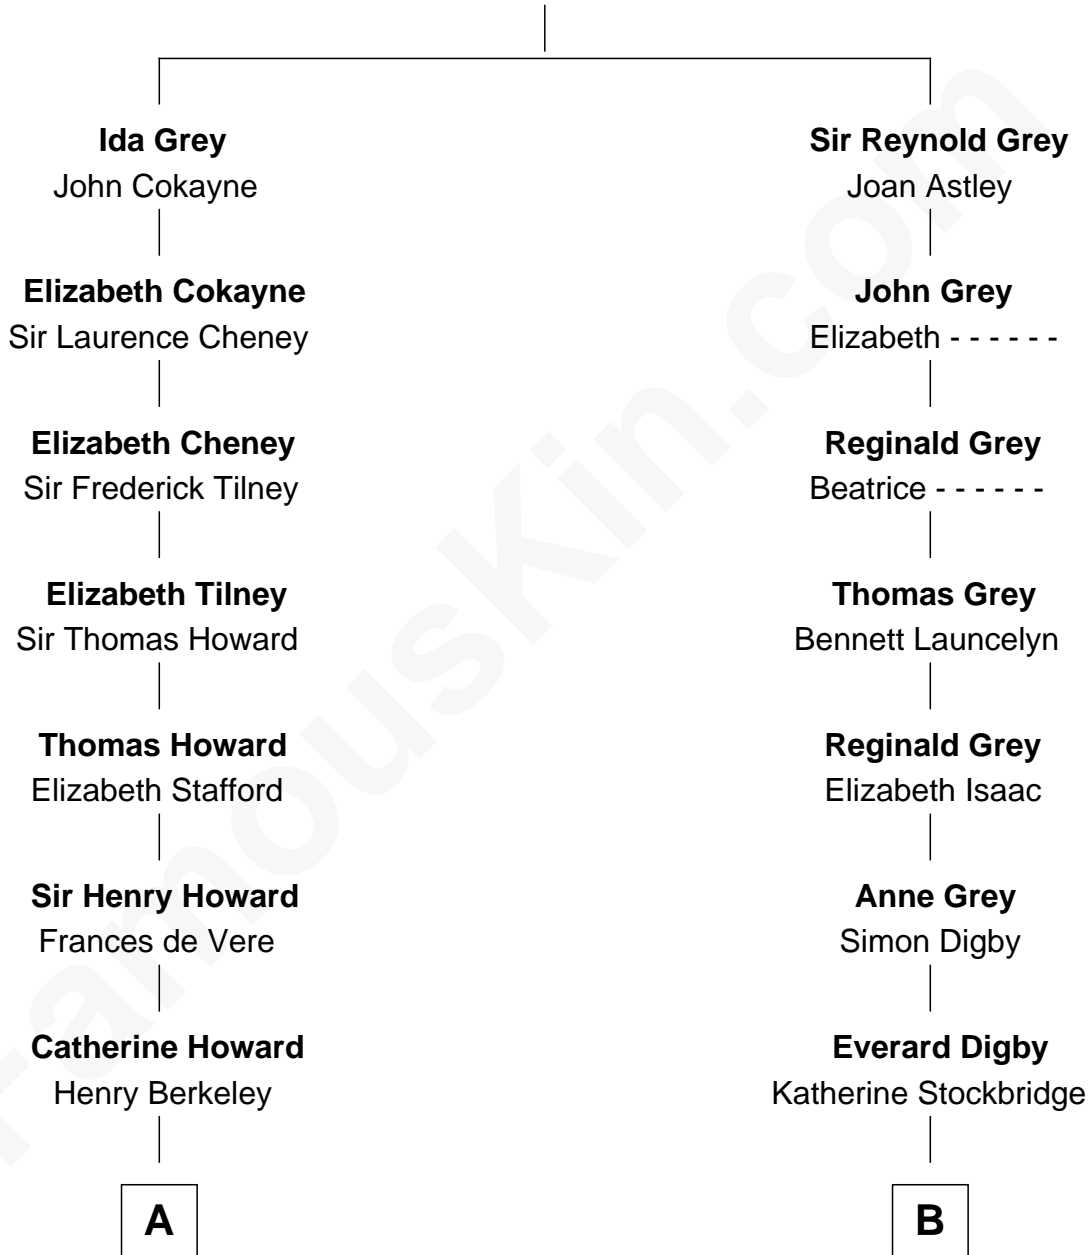 Ida Grey
John Cokayne
Elizabeth Cokayne
Sir Laurence Cheney
Elizabeth Cheney
Sir Frederick Tilney
Elizabeth Tilney
Sir Thomas Howard
Thomas Howard
Elizabeth Stafford
Sir Henry Howard
Frances de Vere
Catherine Howard
Henry Berkeley
A
Sir Reynold Grey
Joan Astley
John Grey
Elizabeth - - - - - -
Reginald Grey
Beatrice - - - - - -
Thomas Grey
Bennett Launcelyn
Reginald Grey
Elizabeth Isaac
Anne Grey
Simon Digby
Everard Digby
Katherine Stockbridge
B
FamousKin.com